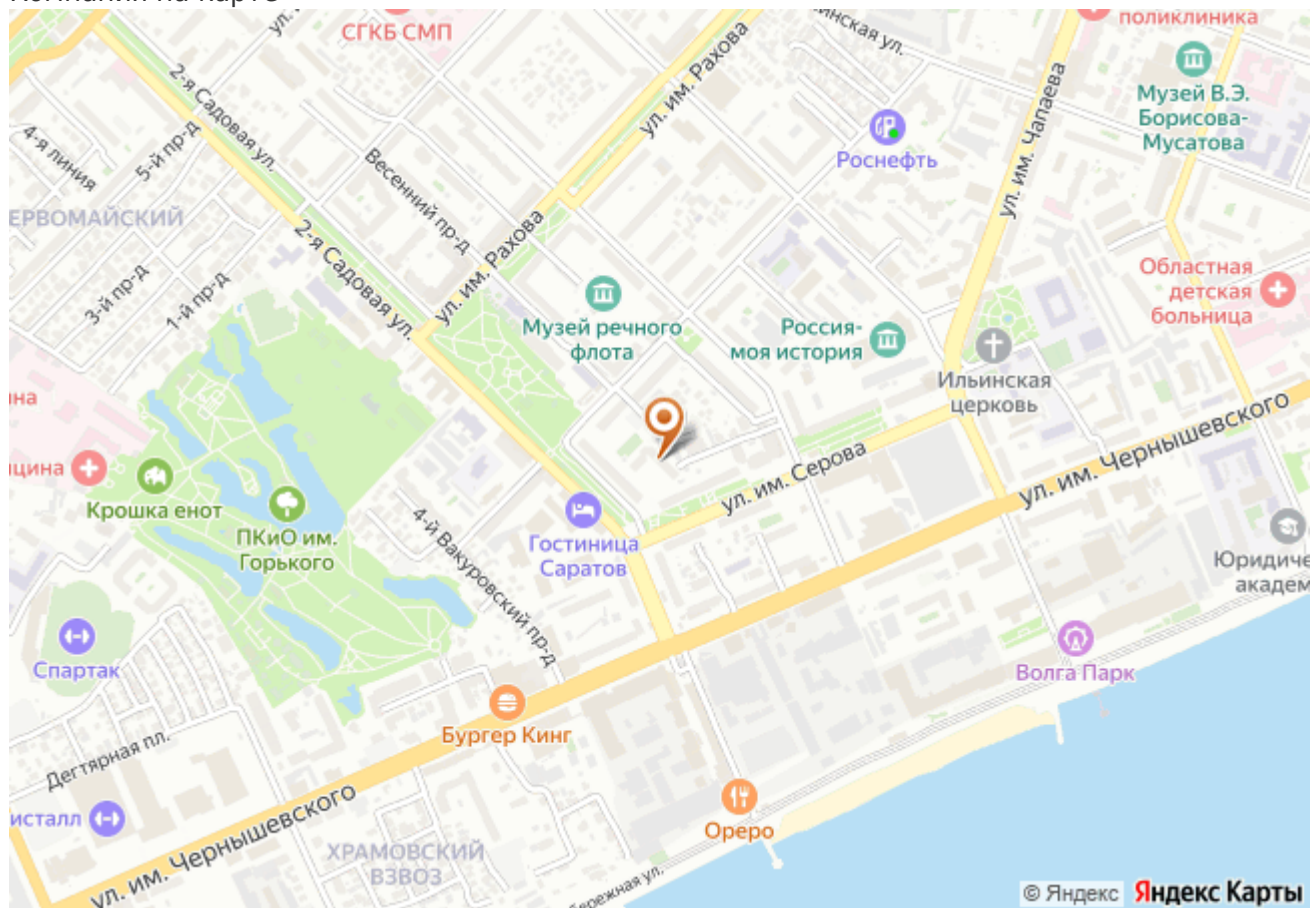 СГКБ СМП
ул. им. Рахова
поликлиника
Музей В.Э.
Борисова-
Мусатова
Роснефть
ул. им. Чапаева
2-я Садовая ул.
5-й пр-д
4-я линия
Весенний пр-д
ул. им. Рахова
2-я Садовая ул.
3-й пр-д
1-й пр-д
Музей речного
флота
Россия-
моя история
Областная
детская
больница
Ильинская
церковь
Крошка енот
ПКиО им.
Горького
4-й Вакуровский пр-д
Гостиница
Саратов
ул. им. Серова
ул. им. Чернышевского
Спартак
Волга Парк
Бургер Кинг
Дегтярная пл.
ул. им. Чернышевского
Ореро
ХРАМОВСКИЙ
ВЗВОЗ
© Яндекс Яндекс Карты